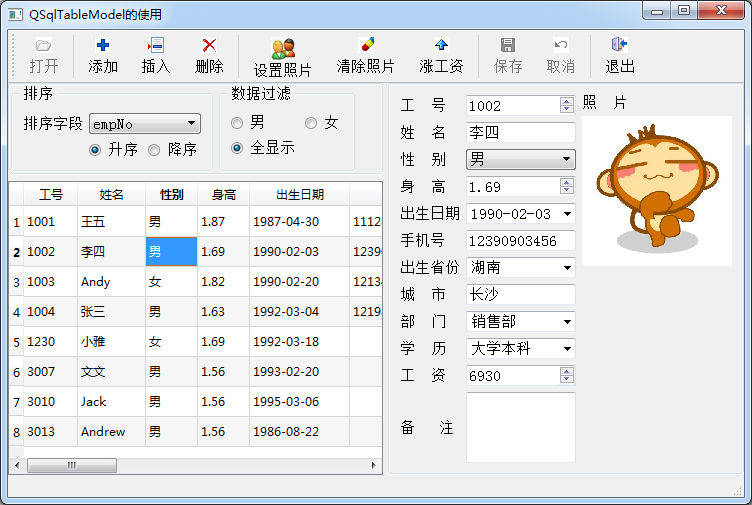 QSqlTableModel的使用
打开 添加 插入 删除 设置照片 清除照片 涨工资 保存 取消 退出
排序
排序字段 empNo
升序 降序
数据过滤
男 女
全显示
工号 姓名 性别 身高 出生日期
1 1001 王五 男 1.87 1987-04-30 1112
2 1002 李四 男 1.69 1990-02-03 12390
3 1003 Andy 女 1.82 1990-02-20 12134
4 1004 张三 男 1.63 1992-03-04 12193
5 1230 小雅 女 1.69 1992-03-18
6 3007 文文 男 1.56 1993-02-20
7 3010 Jack 男 1.56 1995-03-06
8 3013 Andrew 男 1.56 1986-08-22
工 号 1002
姓 名 李四
性 别 男
身 高 1.69
出生日期 1990-02-03
手机号 12390903456
出生省份 湖南
城 市 长沙
部 门 销售部
学 历 大学本科
工 资 6930
备 注
照 片